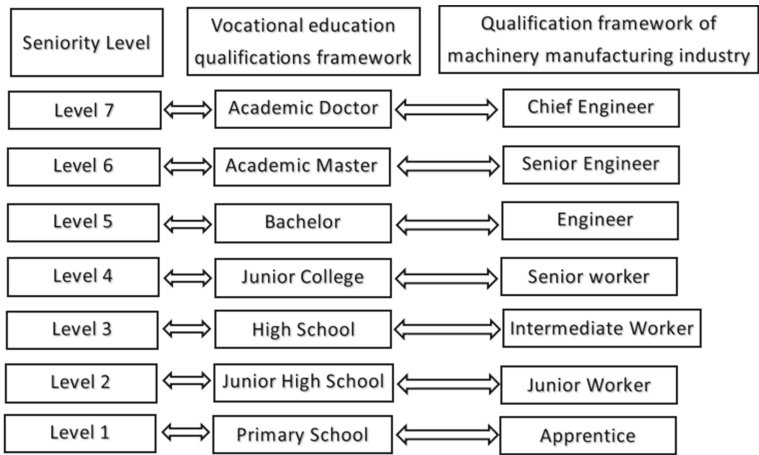 Seniority Level
Vocational education
qualifications framework
Qualification framework of
machinery manufacturing industry
Level 7
Academic Doctor
Chief Engineer
Level 6
Academic Master
Senior Engineer
Level 5
Bachelor
Engineer
Level 4
Junior College
Senior worker
Level 3
High School
Intermediate Worker
Level 2
Junior High School
Junior Worker
Level 1
Primary School
Apprentice